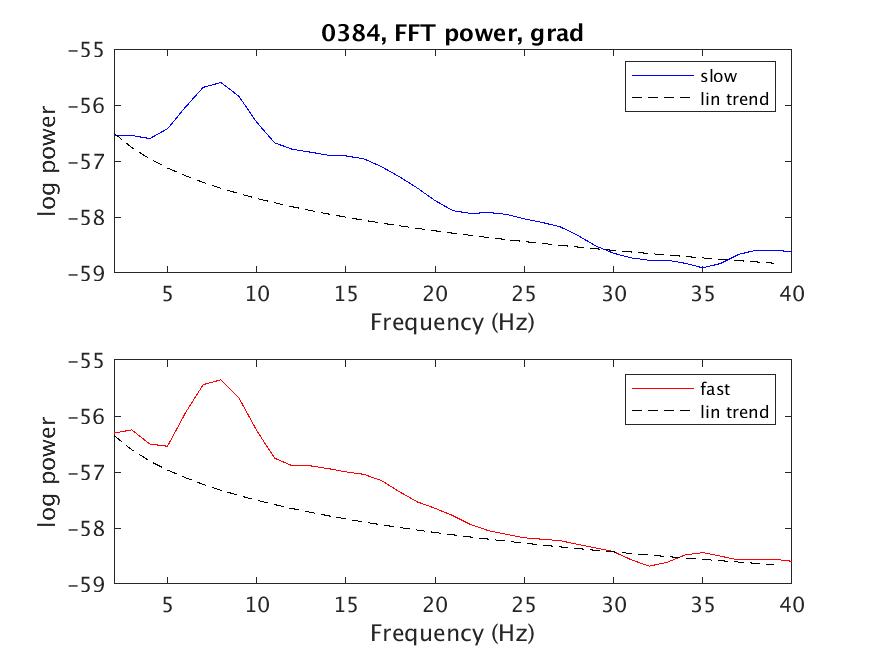 0384, FFT power, grad
-55
-56
-57
-58
-59
log power
slow
lin trend
5 10 15 20 25 30 35 40
Frequency (Hz)
-55
-56
-57
-58
-59
log power
fast
lin trend
5 10 15 20 25 30 35 40
Frequency (Hz)